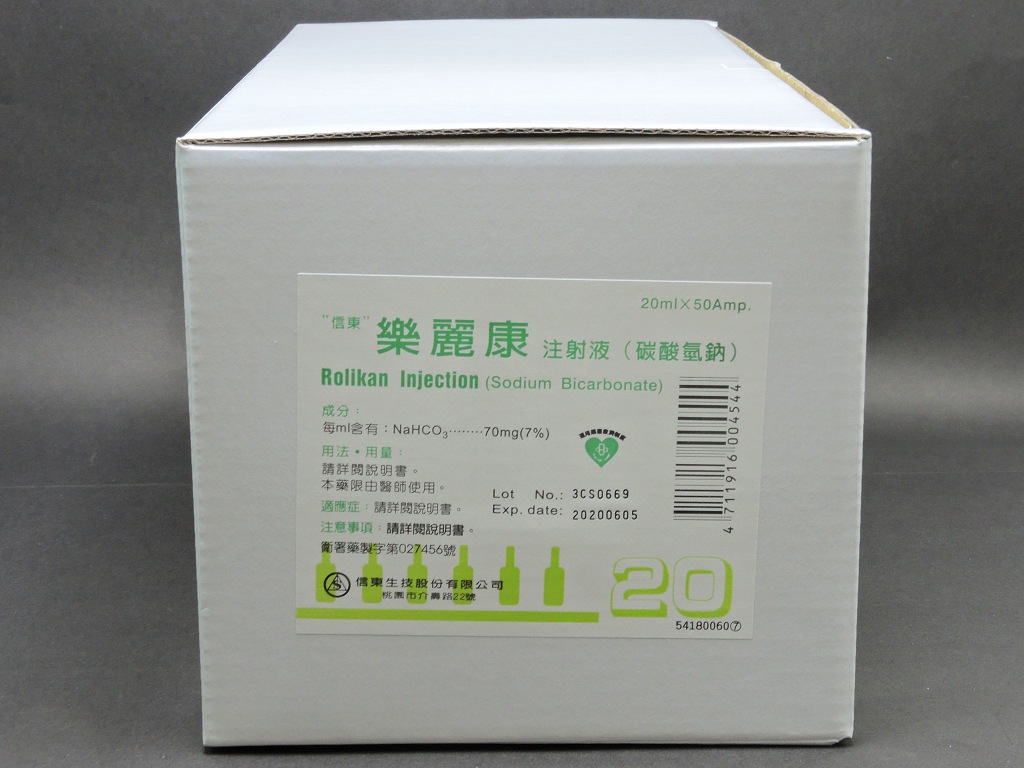 20ml×50Amp.
"信東" 樂麗康 注射液（碳酸氫鈉）
Rolikan Injection (Sodium Bicarbonate)
成分：
每ml含有：NaHCO₃········70mg(7%)
用法・用量：
請詳閱說明書。
本藥限由醫師使用。
適應症：請詳閱說明書。
注意事項：請詳閱說明書。
衛署藥製字第027456號
Lot No.: 3CS0669
Exp. date: 20200605
4 711916 004544
信東生技股份有限公司
桃園市介壽路22號
20
54180060⑦